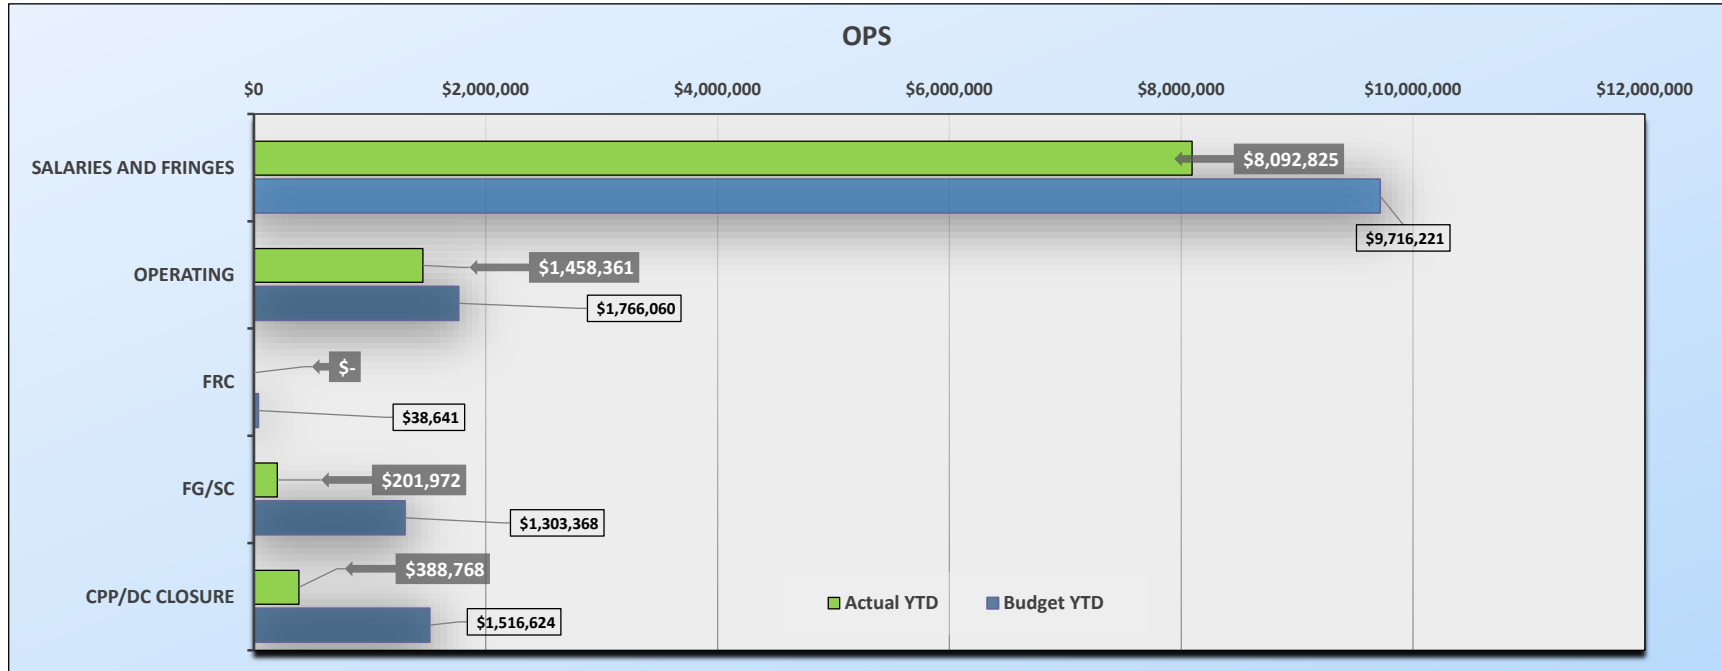 OPS
$0 $2,000,000 $4,000,000 $6,000,000 $8,000,000 $10,000,000 $12,000,000
SALARIES AND FRINGES
$8,092,825
$9,716,221
OPERATING
$1,458,361
$1,766,060
FRC
$-
$38,641
FG/SC
$201,972
$1,303,368
CPP/DC CLOSURE
$388,768
$1,516,624
Actual YTD Budget YTD